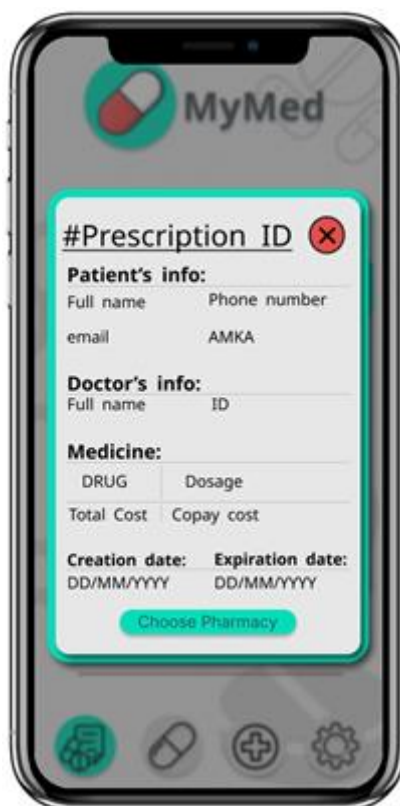 MyMed
#Prescription ID
Patient's info:
Full name Phone number
email AMKA
Doctor's info:
Full name ID
Medicine:
DRUG Dosage
Total Cost Copay cost
Creation date: Expiration date:
DD/MM/YYYY DD/MM/YYYY
Choose Pharmacy